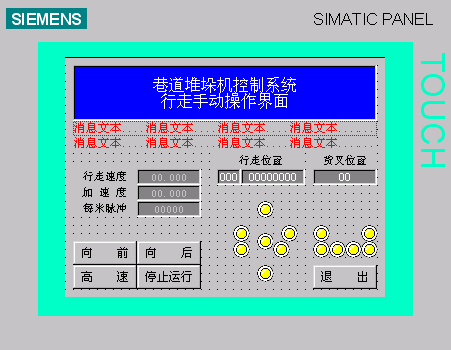 SIEMENS
SIMATIC PANEL
TOUCH
巷道堆垛机控制系统
行走手动操作界面
消息文本 消息文本 消息文本 消息文本
消息文本 消息文本 消息文本 消息文本
行走位置 货叉位置
行走速度 00.000 000 00000000 00
加速度 00.000
每米脉冲 00000
向前 向后
高速 停止运行 退出